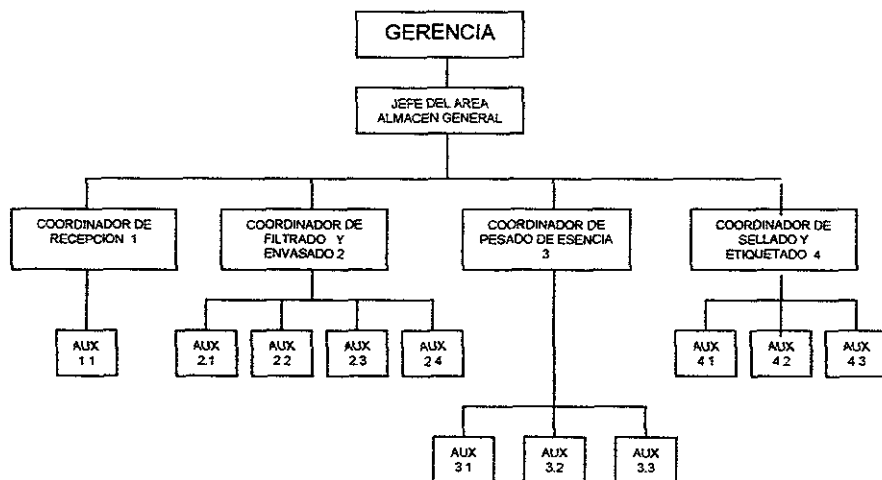 GERENCIA
JEFE DEL AREA
ALMACEN GENERAL
COORDINADOR DE
RECEPCION 1
COORDINADOR DE
FILTRADO Y
ENVASADO 2
COORDINADOR DE
PESADO DE ESENCIA
3
COORDINADOR DE
SELLADO Y
ETIQUETADO 4
AUX
1 1
AUX
2.1
AUX
2 2
AUX
2.3
AUX
2 4
AUX
4 1
AUX
4.2
AUX
4 3
AUX
3 1
AUX
3.2
AUX
3.3